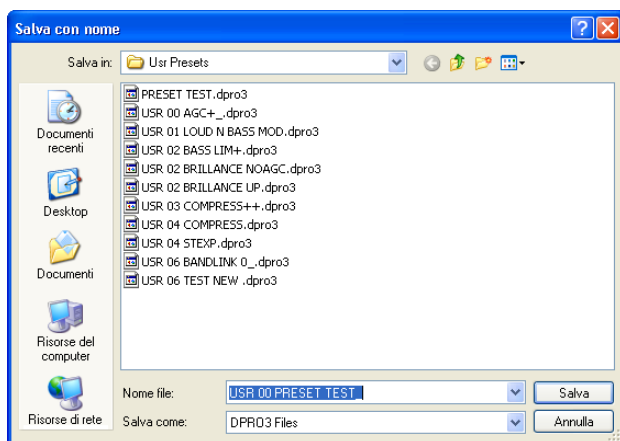 Salva con nome
Salva in:
Usr Presets
Documenti recenti
Desktop
Documenti
Risorse del computer
Risorse di rete
PRESET TEST.dpro3
USR 00 AGC+_.dpro3
USR 01 LOUD N BASS MOD.dpro3
USR 02 BASS LIM+.dpro3
USR 02 BRILLANCE NOAGC.dpro3
USR 02 BRILLANCE UP.dpro3
USR 03 COMPRESS++.dpro3
USR 04 COMPRESS.dpro3
USR 04 STEXP.dpro3
USR 06 BANDLINK 0_.dpro3
USR 06 TEST NEW .dpro3
Nome file:
USR 00 PRESET TEST_
Salva
Salva come:
DPRO3 Files
Annulla